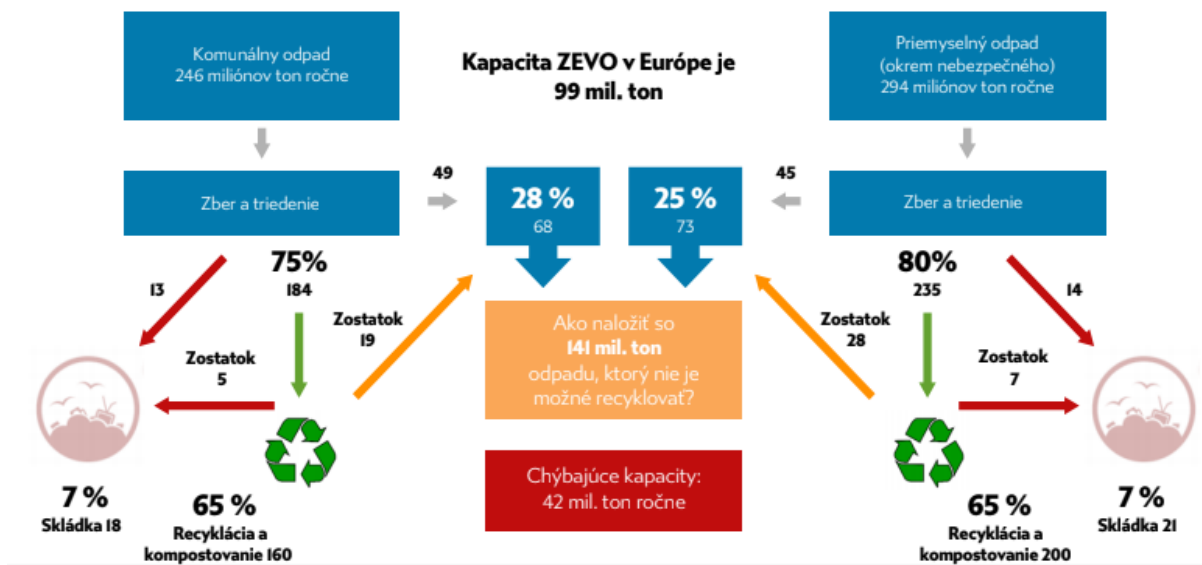 Komunálny odpad
246 miliónov ton ročne
Kapacita ZEVO v Európe je
99 mil. ton
Priemyselný odpad
(okrem nebezpečného)
294 miliónov ton ročne
Zber a triedenie
49
28 %
68
25 %
73
45
Zber a triedenie
75%
184
13
Zostatok
19
Zostatok
5
7 %
Skládka 18
65 %
Recyklácia a
kompostovanie 160
Ako naložiť so
141 mil. ton
odpadu, ktorý nie je
možné recyklovať?
Chýbajúce kapacity:
42 mil. ton ročne
80%
235
14
Zostatok
28
Zostatok
7
65 %
Recyklácia a
kompostovanie 200
7 %
Skládka 21